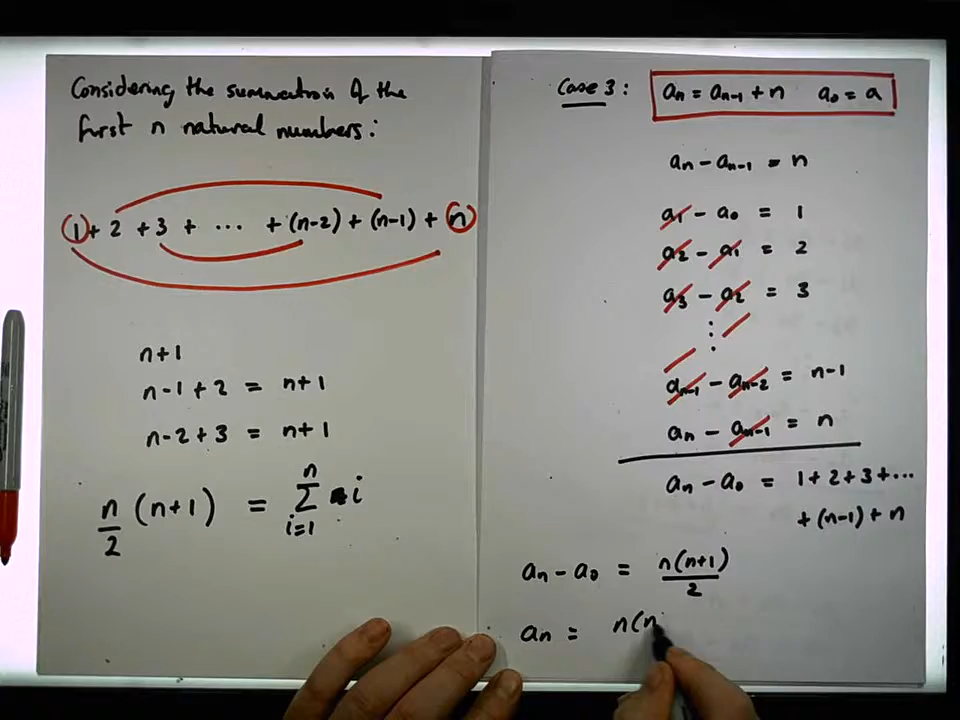 Considering the summation of the
first n natural numbers:
1 + 2 + 3 + ... + (n-2) + (n-1) + n
n+1
n-1+2 = n+1
n-2+3 = n+1
n/2 (n+1) = ∑_{i=1}^{n} i
Case 3: aₙ = aₙ₋₁ + n a₀ = a
aₙ - aₙ₋₁ = n
a₁ - a₀ = 1
a₂ - a₁ = 2
a₃ - a₂ = 3
⋮
aₙ₋₁ - aₙ₋₂ = n-1
aₙ - aₙ₋₁ = n
aₙ - a₀ = 1+2+3+...
+(n-1)+n
aₙ - a₀ = n(n+1)/2
aₙ = n(n